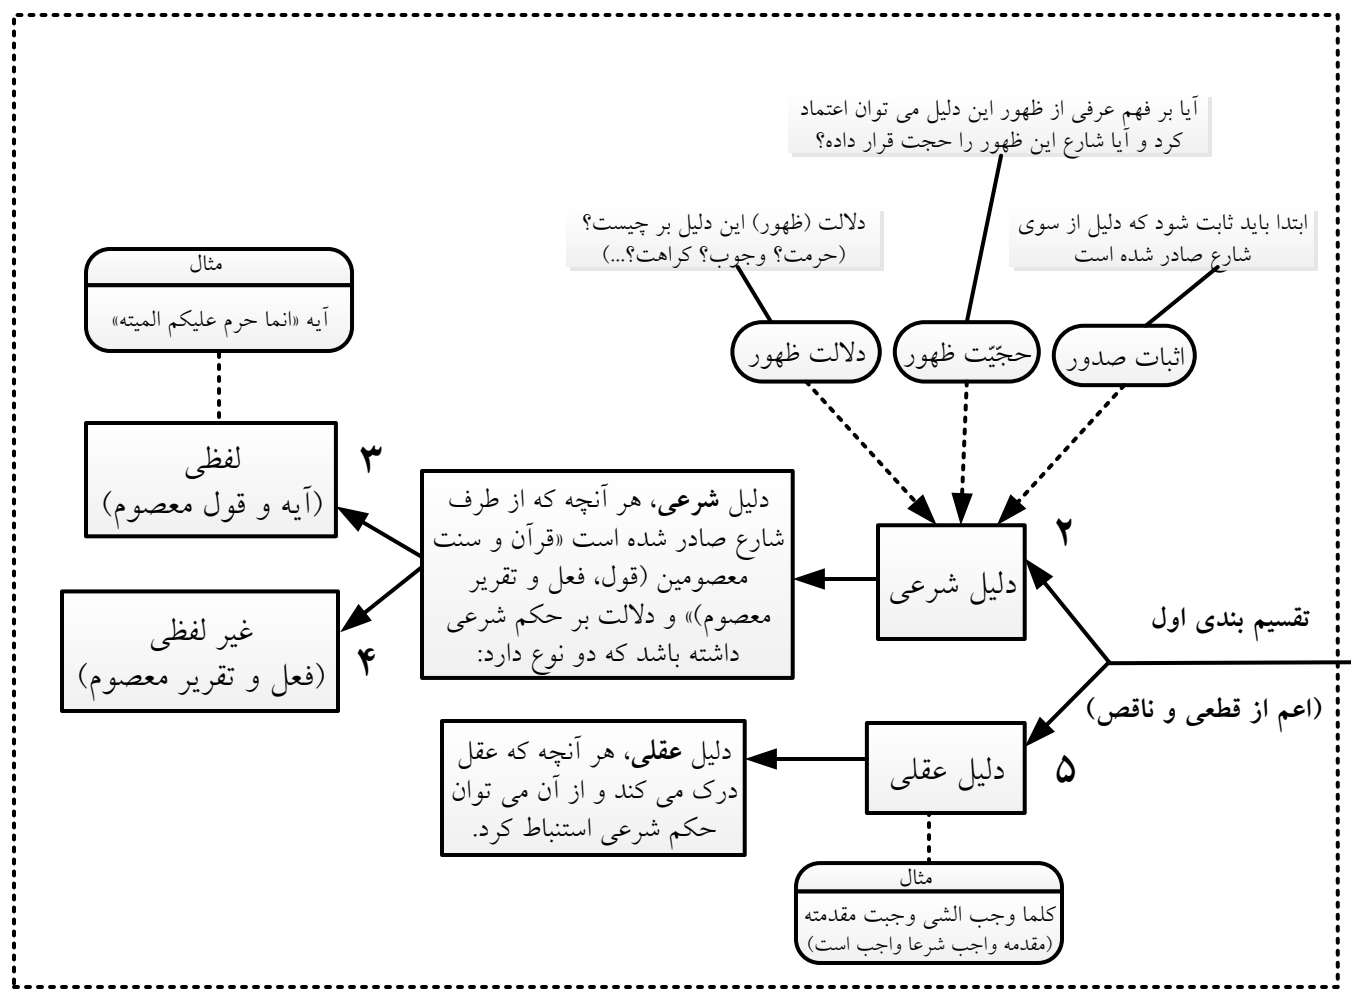 آیا بر فهم عرفی از ظهور این دلیل می توان اعتماد
کرد و آیا شارع این ظهور را حجت قرار داده؟
ابتدا باید ثابت شود که دلیل از سوی
شارع صادر شده است
دلالت (ظهور) این دلیل بر چیست؟
(حرمت؟ وجوب؟ کراهت؟...)
اثبات صدور
حجّیّت ظهور
دلالت ظهور
تقسیم بندی اول
(اعم از قطعی و ناقص)
۲
دلیل شرعی
دلیل شرعی، هر آنچه که از طرف
شارع صادر شده است «قرآن و سنت
معصومین (قول، فعل و تقریر
معصوم)» و دلالت بر حکم شرعی
داشته باشد که دو نوع دارد:
مثال
آیه «انما حرم علیکم المیته»
۳
لفظی
(آیه و قول معصوم)
۴
غیر لفظی
(فعل و تقریر معصوم)
۵
دلیل عقلی
دلیل عقلی، هر آنچه که عقل
درک می کند و از آن می توان
حکم شرعی استنباط کرد.
مثال
کلما وجب الشی وجبت مقدمته
(مقدمه واجب شرعا واجب است)